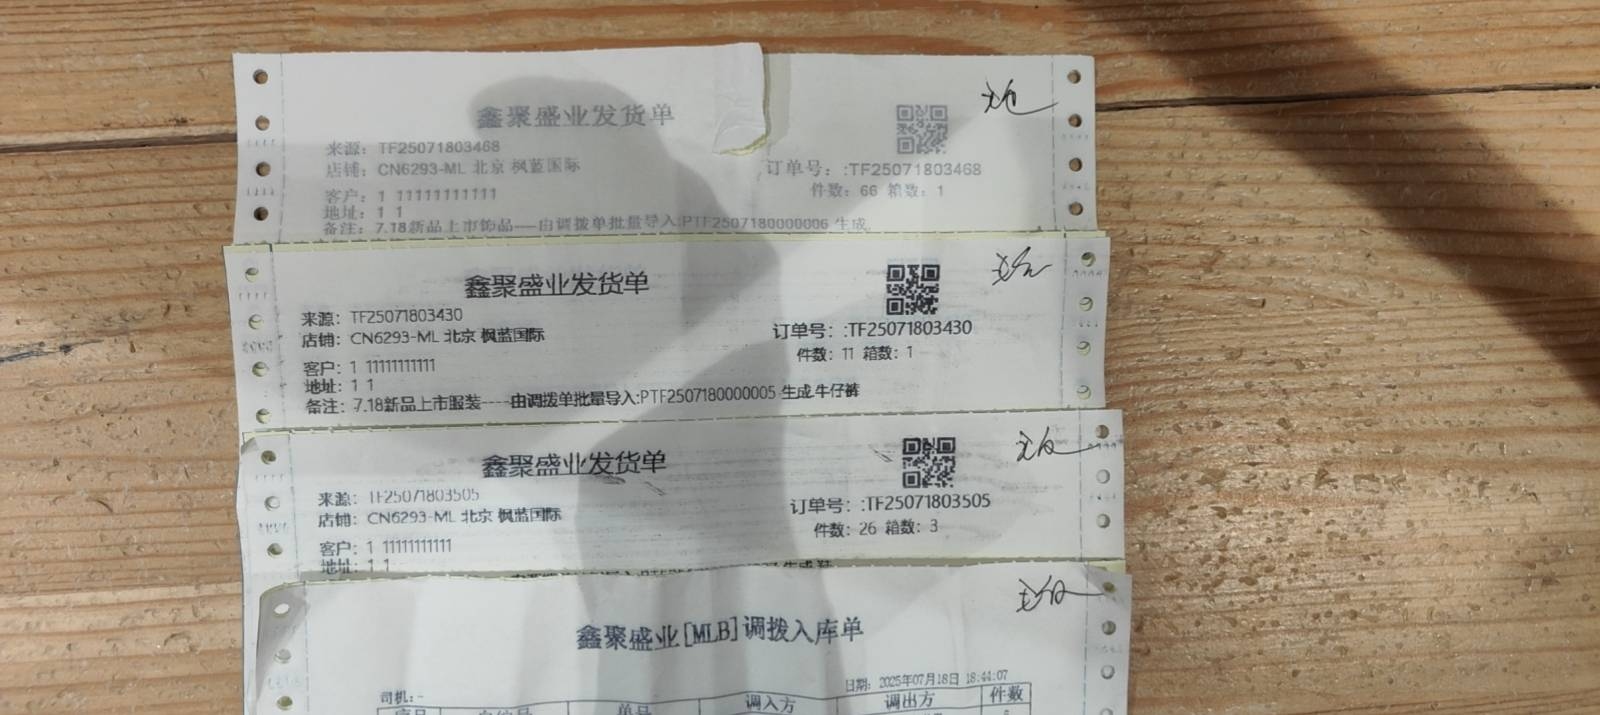 鑫聚盛业发货单
来源：TF25071803468
店铺：CN6293-ML 北京 枫蓝国际
订单号：:TF25071803468
件数：66 箱数：1
客户：1 11111111111
地址：1 1
备注：7.18新品上市饰品----由调拨单批量导入:PTF2507180000006 生成
鑫聚盛业发货单
来源：TF25071803430
店铺：CN6293-ML 北京 枫蓝国际
订单号：:TF25071803430
件数：11 箱数：1
客户：1 11111111111
地址：1 1
备注：7.18新品上市服装----由调拨单批量导入:PTF2507180000005 生成.牛仔裤
鑫聚盛业发货单
来源：TF25071803505
店铺：CN6293-ML 北京 枫蓝国际
订单号：:TF25071803505
件数：26 箱数：3
客户：1 11111111111
地址：1 1
鑫聚盛业[MLB]调拨入库单
日期：2025年07月18日 18:44:07
司机：-
序号 单号 调入方 调出方 件数